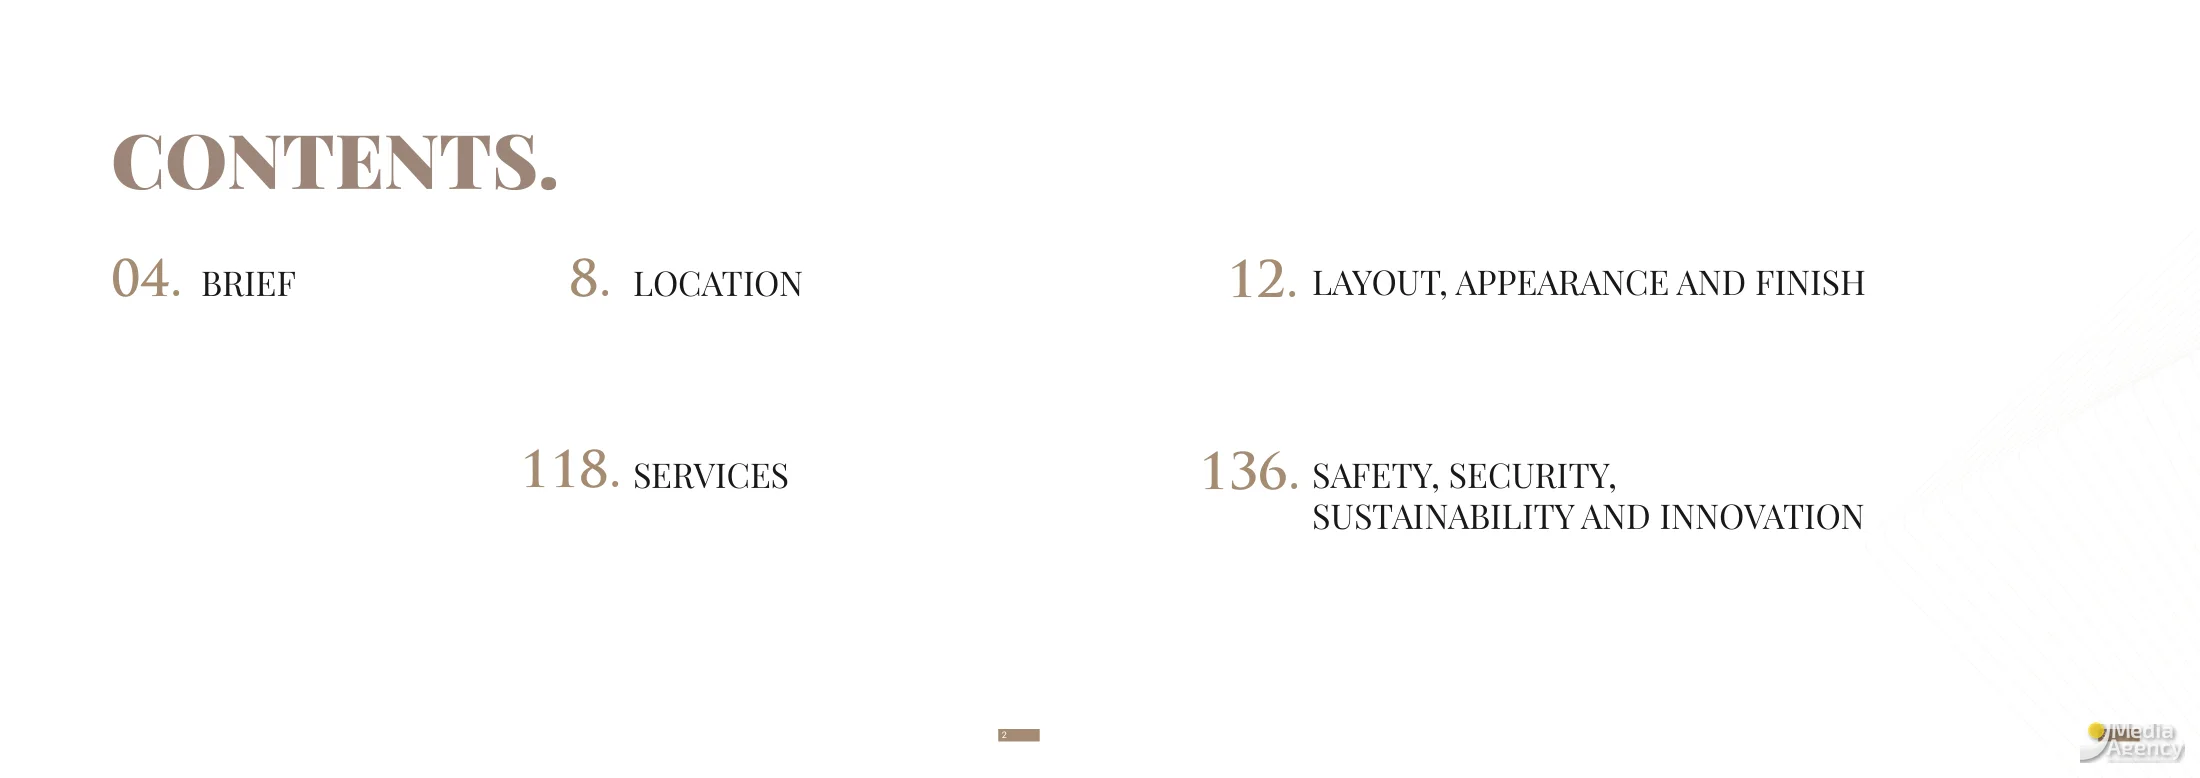 CONTENTS.
04. BRIEF
8. LOCATION
12. LAYOUT, APPEARANCE AND FINISH
118. SERVICES
136. SAFETY, SECURITY,
SUSTAINABILITY AND INNOVATION
2
Media
Agency